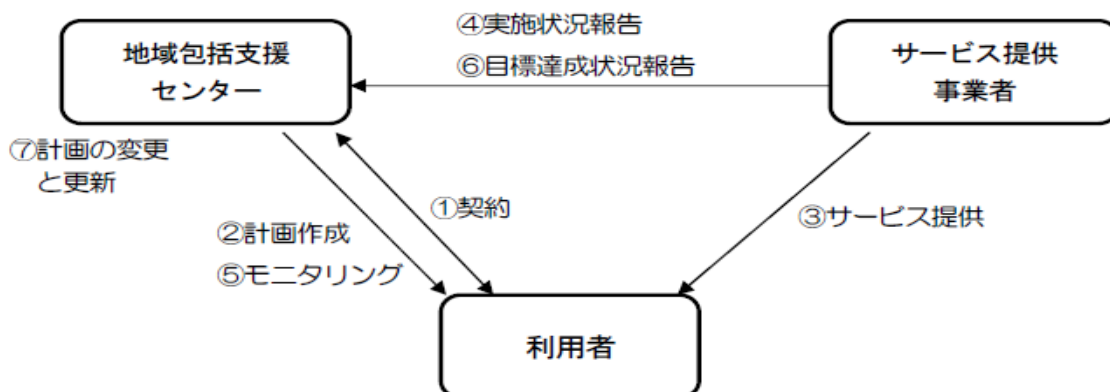 ④実施状況報告
⑥目標達成状況報告
地域包括支援
センター
サービス提供
事業者
⑦計画の変更
と更新
①契約
②計画作成
⑤モニタリング
③サービス提供
利用者